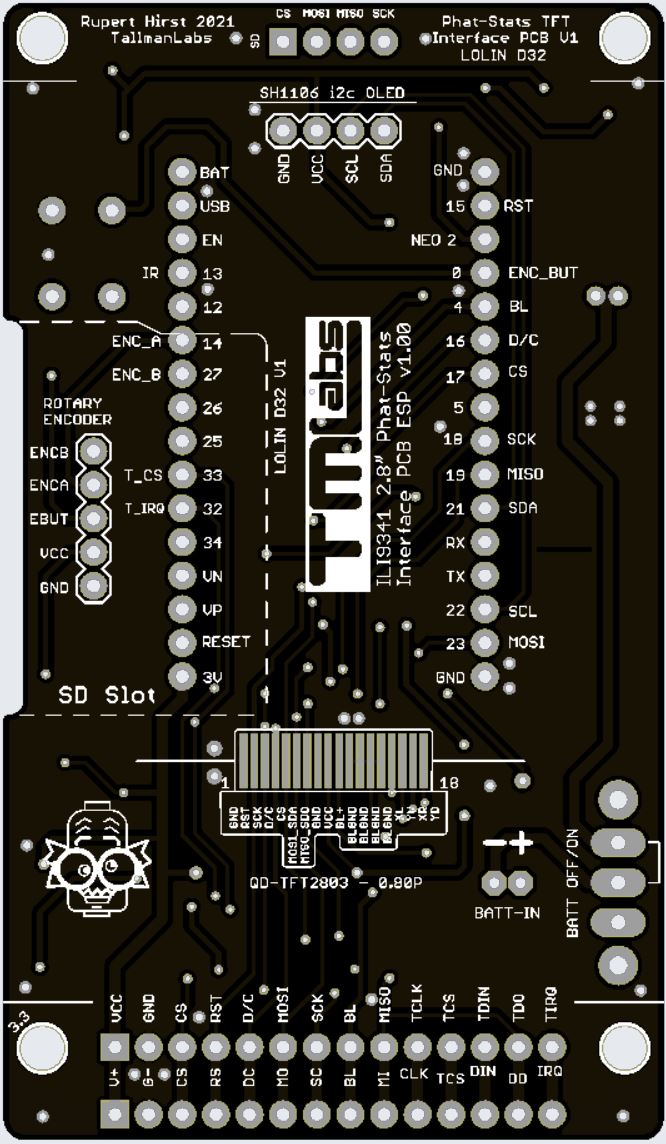 Rupert Hirst 2021
TallmanLabs
SD
CS MOSI MISO SCK
Phat-Stats TFT
Interface PCB V1
LOLIN D32
SH1106 i2c OLED
GND VCC SCL SDA
BAT
USB
EN
IR 13
12
ENC_A 14
ENC_B 27
26
25
T_CS 33
T_IRQ 32
34
VN
VP
RESET
3V
GND
15 RST
NEO 2
0 ENC_BUT
4 BL
16 D/C
17 CS
5
18 SCK
19 MISO
21 SDA
RX
TX
22 SCL
23 MOSI
GND
ROTARY
ENCODER
ENCB
ENCA
EBUT
VCC
GND
LOLIN D32 V1
TML abs
ILI9341 2.8" Phat-Stats
Interface PCB ESP v1.00
SD Slot
1 18
GND RST SCK D/C CS MOSI_SDA MISO_SDO GND VCC BL+ BLGND BLGND BLGND BLGND
QD-TFT2803 - 0.80P
- +
BATT-IN
BATT OFF/ON
3.3
VCC GND CS RST D/C MOSI SCK BL MISO TCLK TCS TDIN TDO TIRQ
V+ G- CS RS DC MO SC BL MI CLK TCS DIN DO IRQ